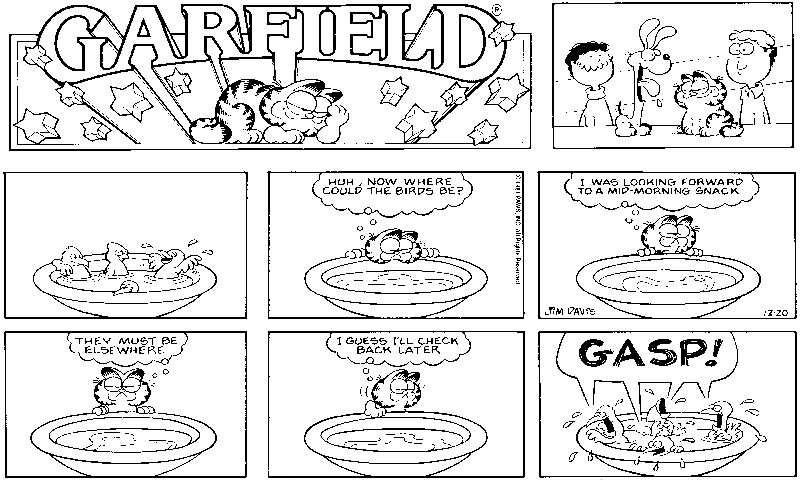 GARFIELD
HUH, NOW WHERE
COULD THE BIRDS BE?
I WAS LOOKING FORWARD
TO A MID-MORNING SNACK
JIM DAVIS
12-20
THEY MUST BE
ELSEWHERE
I GUESS I'LL CHECK
BACK LATER
GASP!